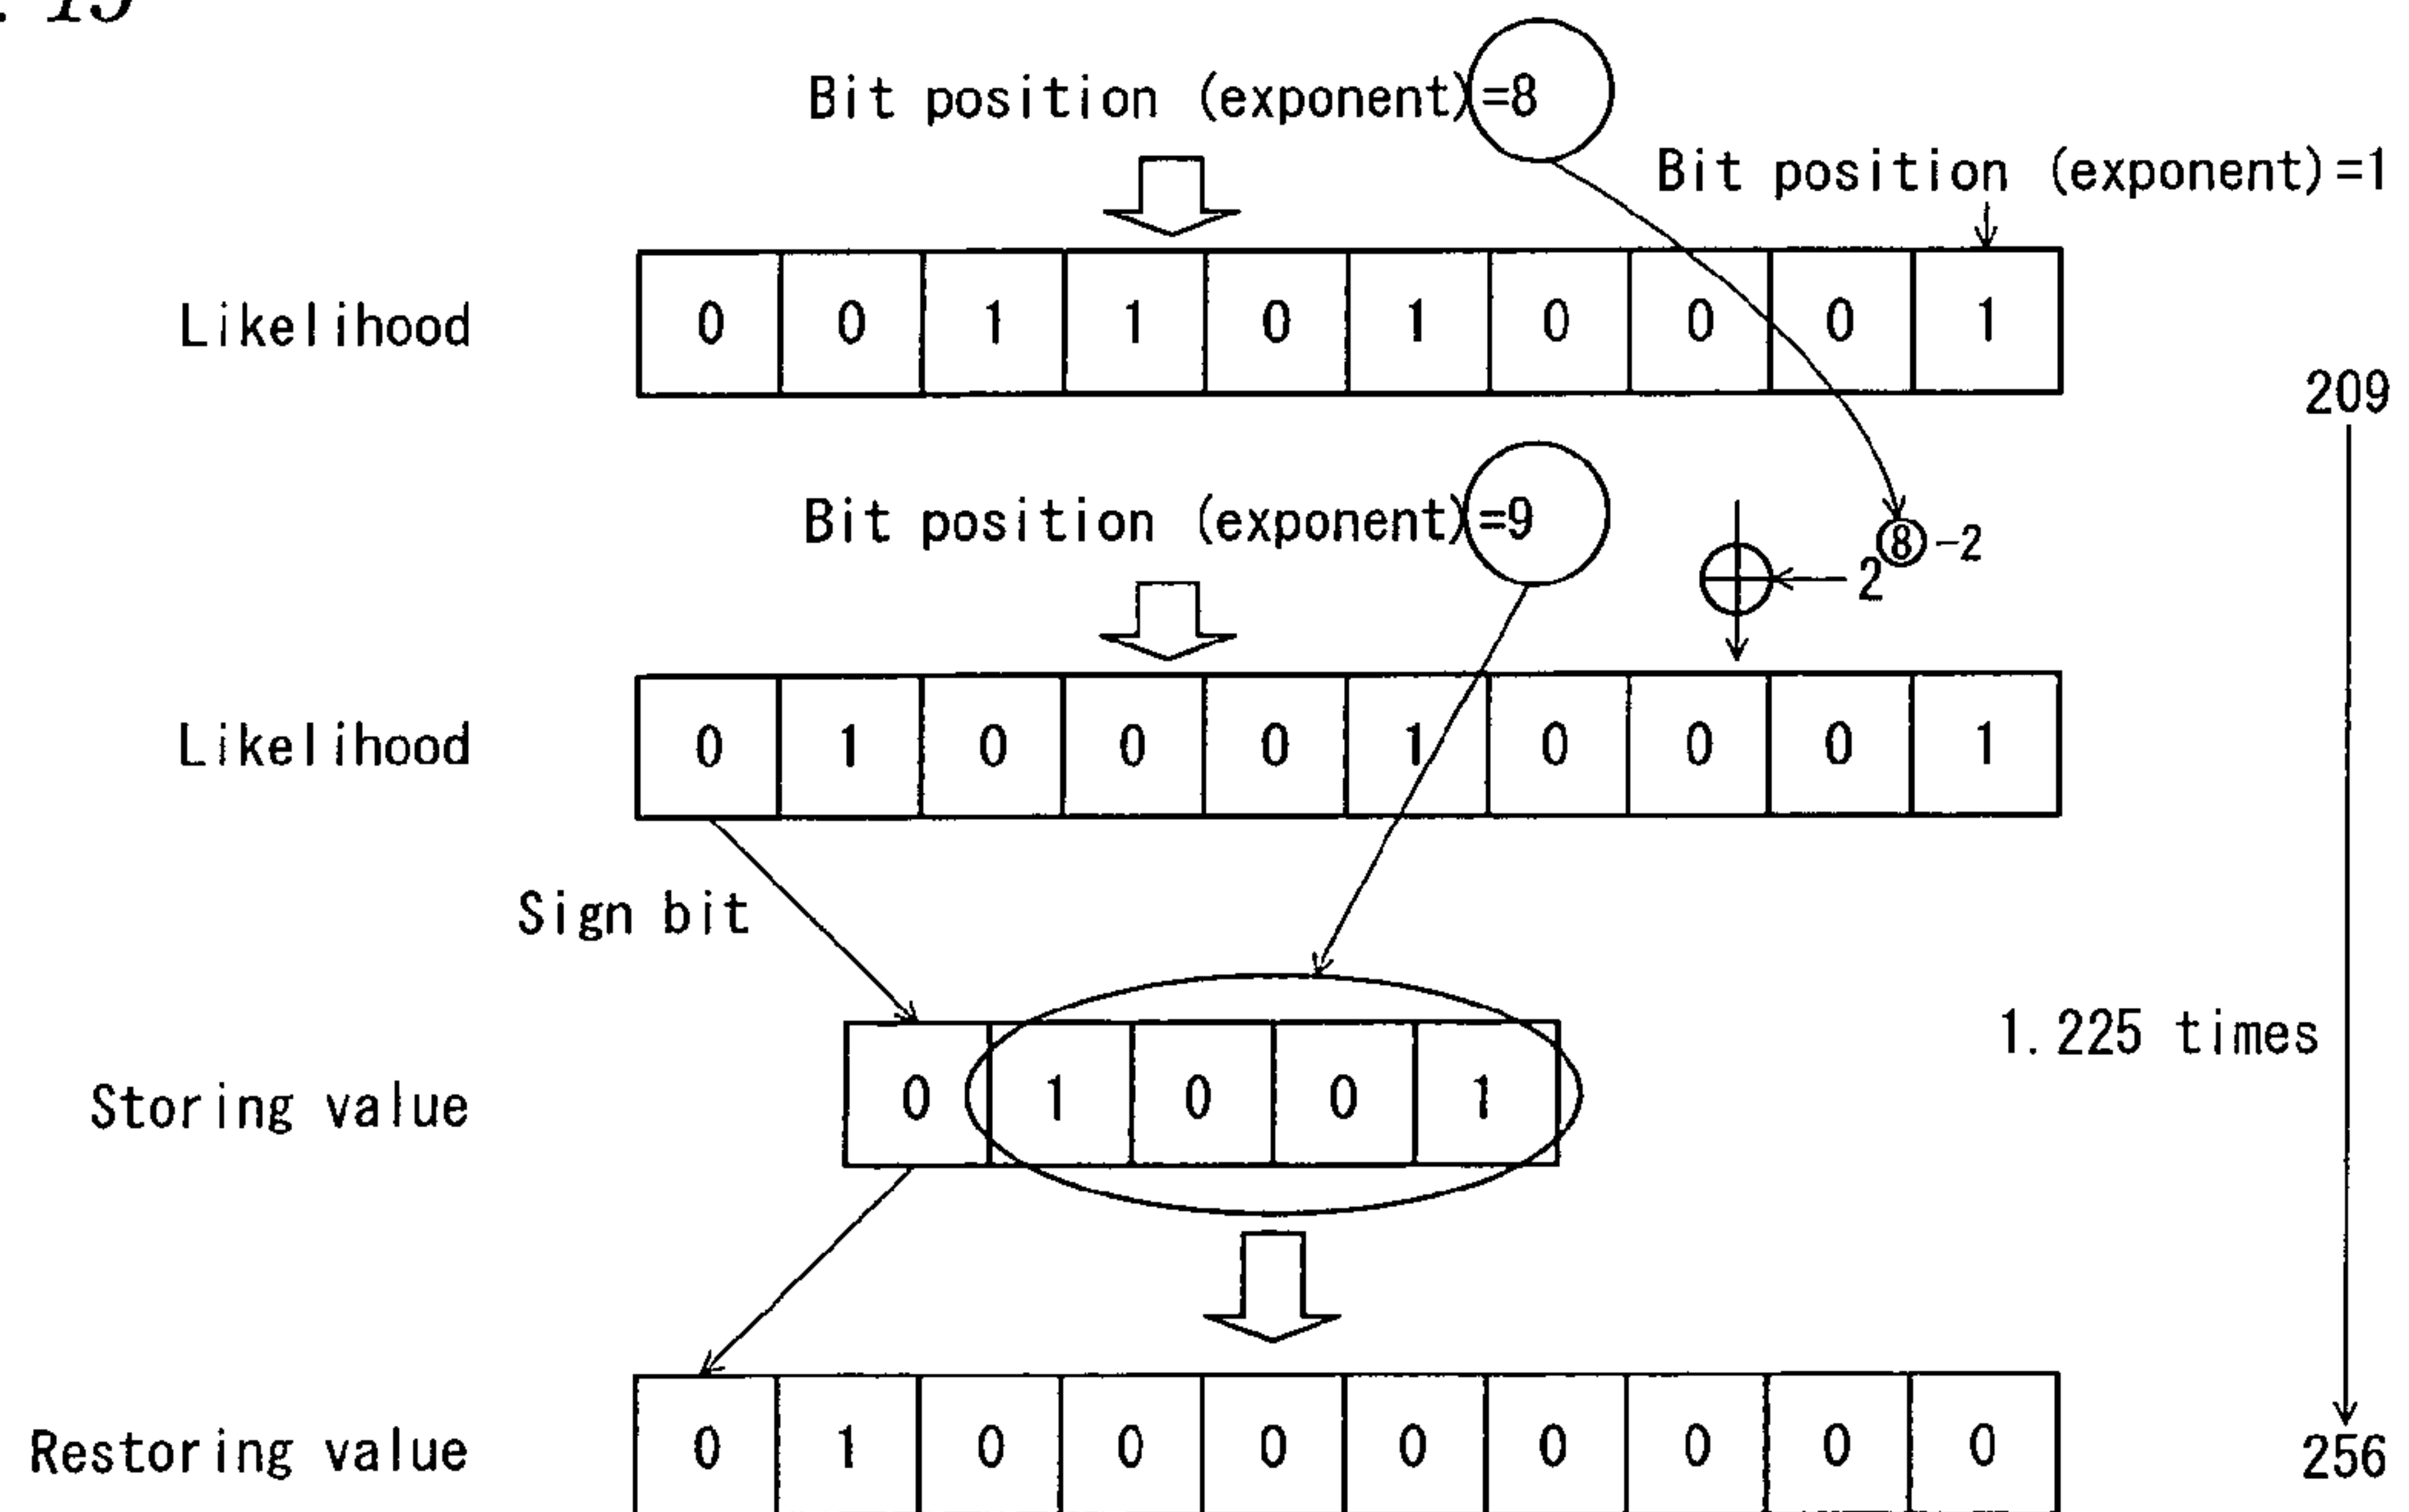 . 15
Bit position (exponent)=8
Bit position (exponent)=1
Likelihood 0 0 1 1 0 1 0 0 0 1
209
Bit position (exponent)=9
2⑧-2
Likelihood 0 1 0 0 0 1 0 0 0 1
Sign bit
1.225 times
Storing value 0 1 0 0 1
Restoring value 0 1 0 0 0 0 0 0 0 0
256